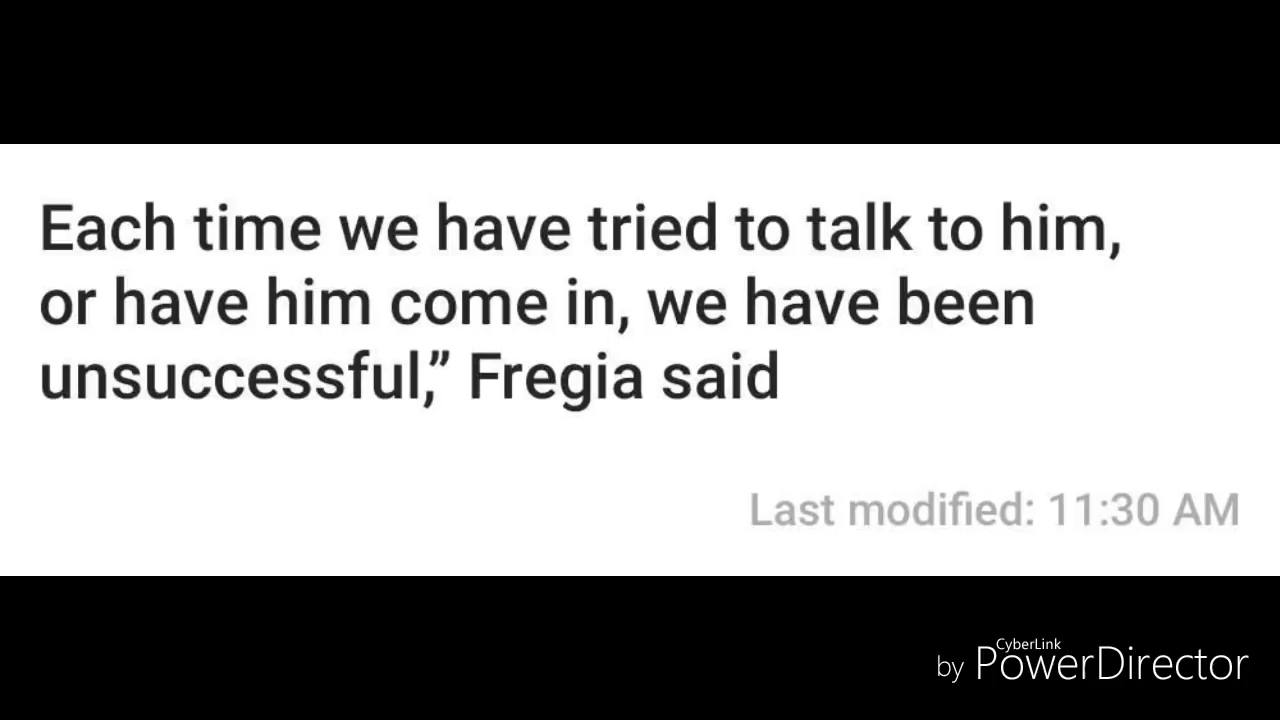 Each time we have tried to talk to him,
or have him come in, we have been
unsuccessful,” Fregia said
Last modified: 11:30 AM
CyberLink
by PowerDirector